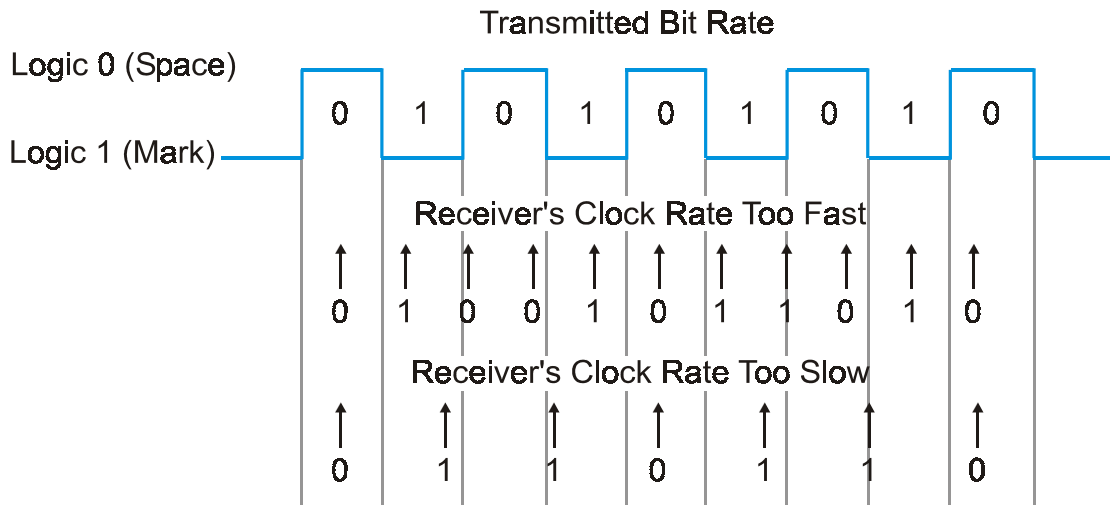 Transmitted Bit Rate
Logic 0 (Space)
0 1 0 1 0 1 0 1 0
Logic 1 (Mark)
Receiver's Clock Rate Too Fast
0 1 0 0 1 0 1 1 0 1 0
Receiver's Clock Rate Too Slow
0 1 1 0 1 1 0